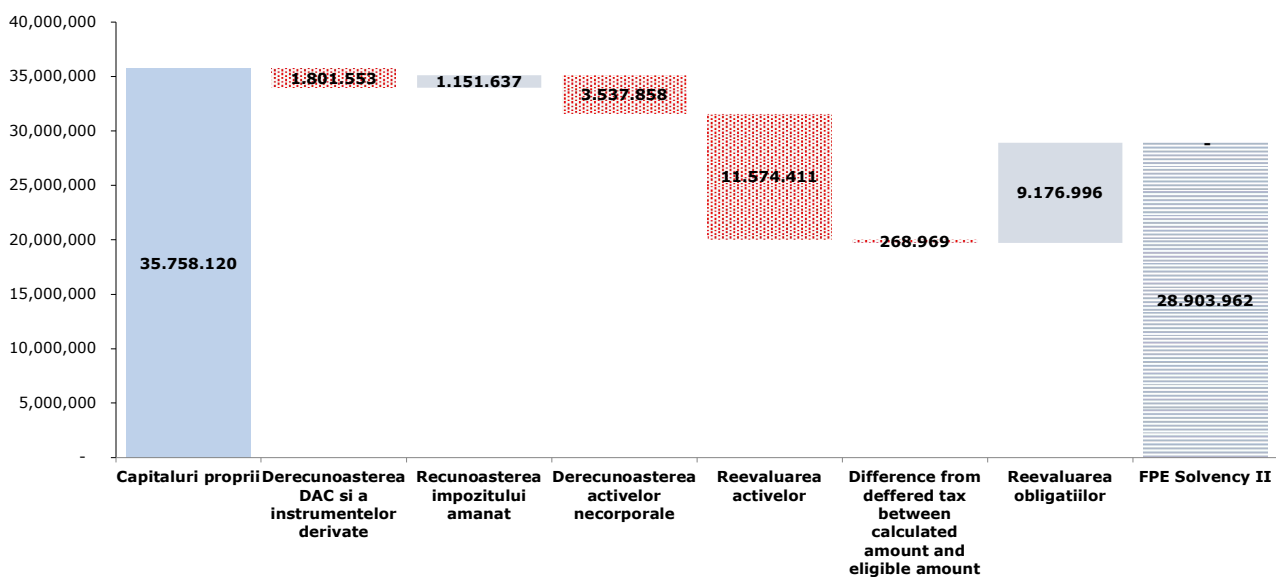 40,000,000
35,000,000
30,000,000
25,000,000
20,000,000
15,000,000
10,000,000
5,000,000
-
35.758.120
1.801.553
1.151.637
3.537.858
11.574.411
268.969
9.176.996
-
28.903.962
Capitaluri proprii
Derecunoasterea
DAC si a
instrumentelor
derivate
Recunoasterea
impozitului
amanat
Derecunoasterea
activelor
necorporale
Reevaluarea
activelor
Difference from
deffered tax
between
calculated
amount and
eligible amount
Reevaluarea
obligatiilor
FPE Solvency II